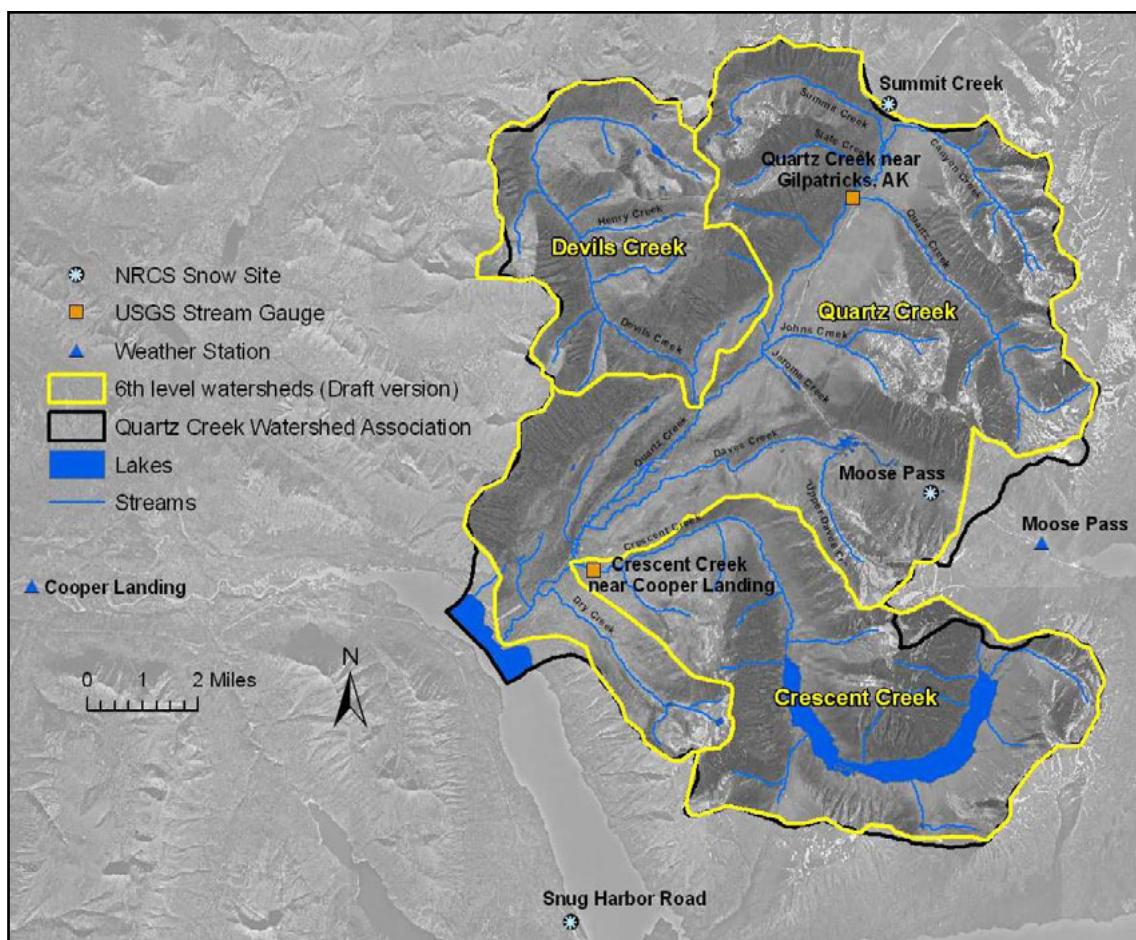 Summit Creek
Summit Creek
Canyon Creek
Slate Creek
Quartz Creek near
Gilpatricks, AK
Henry Creek
Devils Creek
Quartz Creek
NRCS Snow Site
USGS Stream Gauge
Quartz Creek
Weather Station
Devils Creek
Johns Creek
Jerome Creek
6th level watersheds (Draft version)
Quartz Creek Watershed Association
Quartz Creek
Daves Creek
Lakes
Moose Pass
Streams
Upper Daves Cr.
Crescent Creek
Moose Pass
Crescent Creek
near Cooper Landing
Cooper Landing
Dry Creek
N
0 1 2 Miles
Crescent Creek
Snug Harbor Road